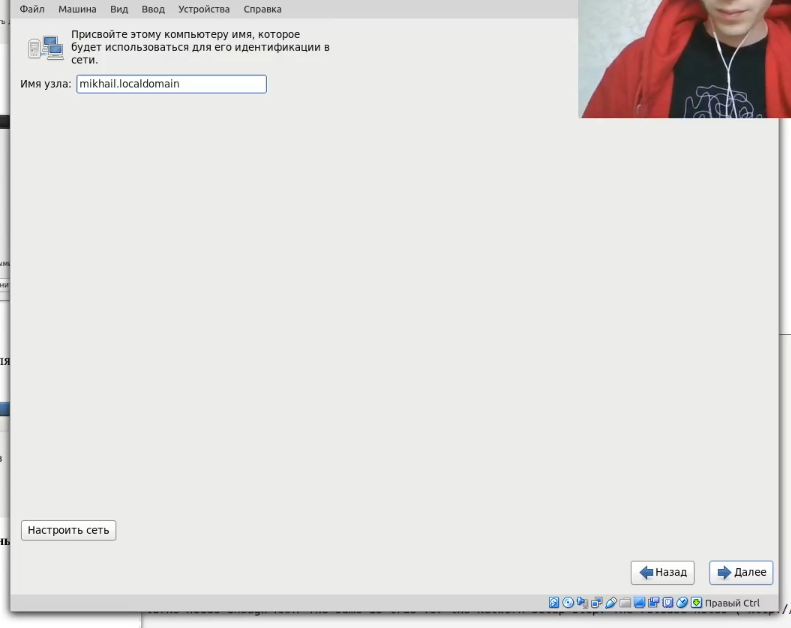 Файл Машина Вид Ввод Устройства Справка
Присвойте этому компьютеру имя, которое
будет использоваться для его идентификации в
сети.
Имя узла: mikhail.localdomain
Настроить сеть
Назад Далее
Правый Ctrl